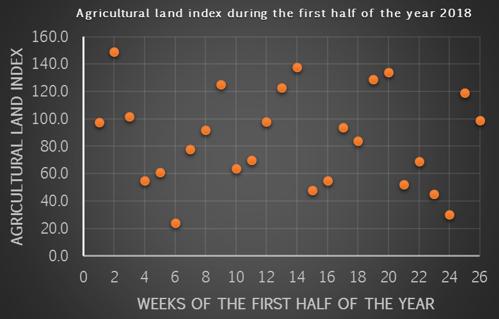 Agricultural land index during the first half of the year 2018
160.0
140.0
120.0
100.0
80.0
60.0
40.0
20.0
0.0
AGRICULTURAL LAND INDEX
0 2 4 6 8 10 12 14 16 18 20 22 24 26
WEEKS OF THE FIRST HALF OF THE YEAR